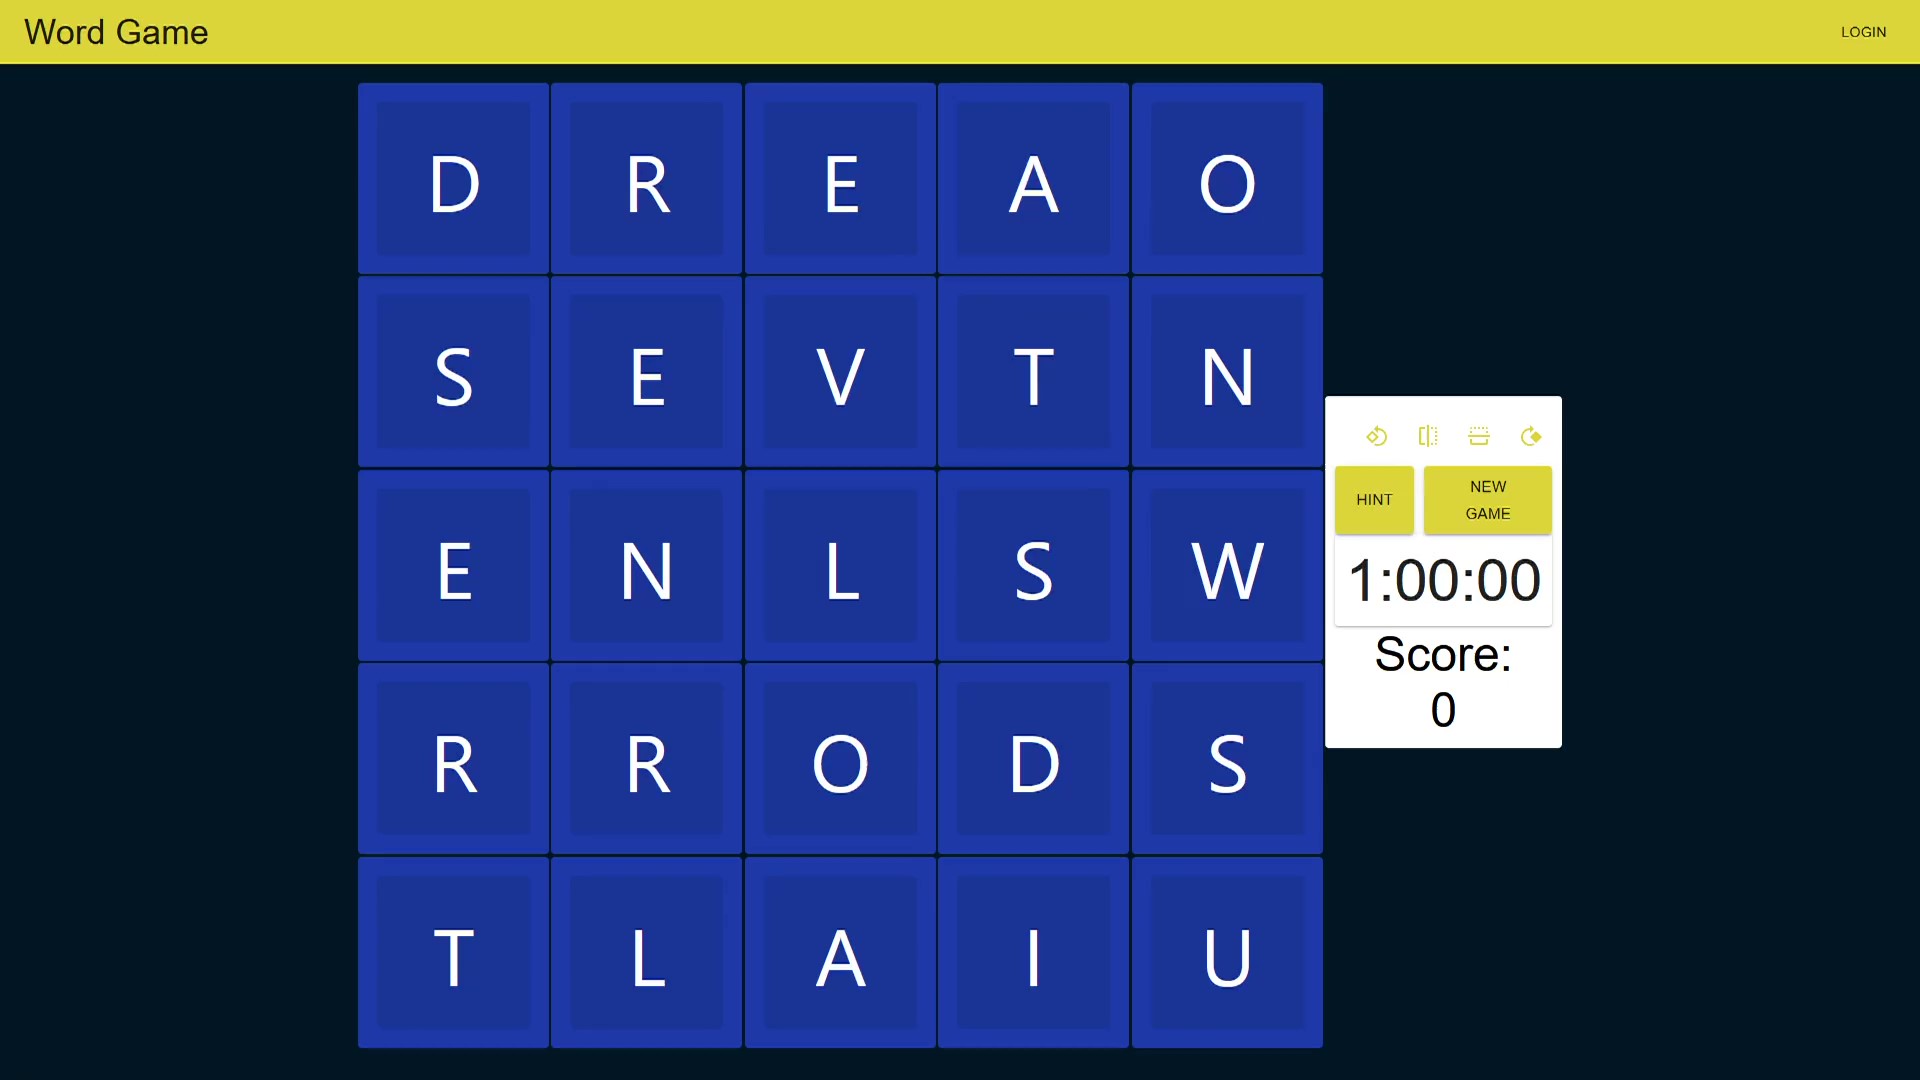 Word Game
LOGIN
D R E A O
S E V T N
E N L S W
R R O D S
T L A I U
HINT
NEW
GAME
1:00:00
Score:
0